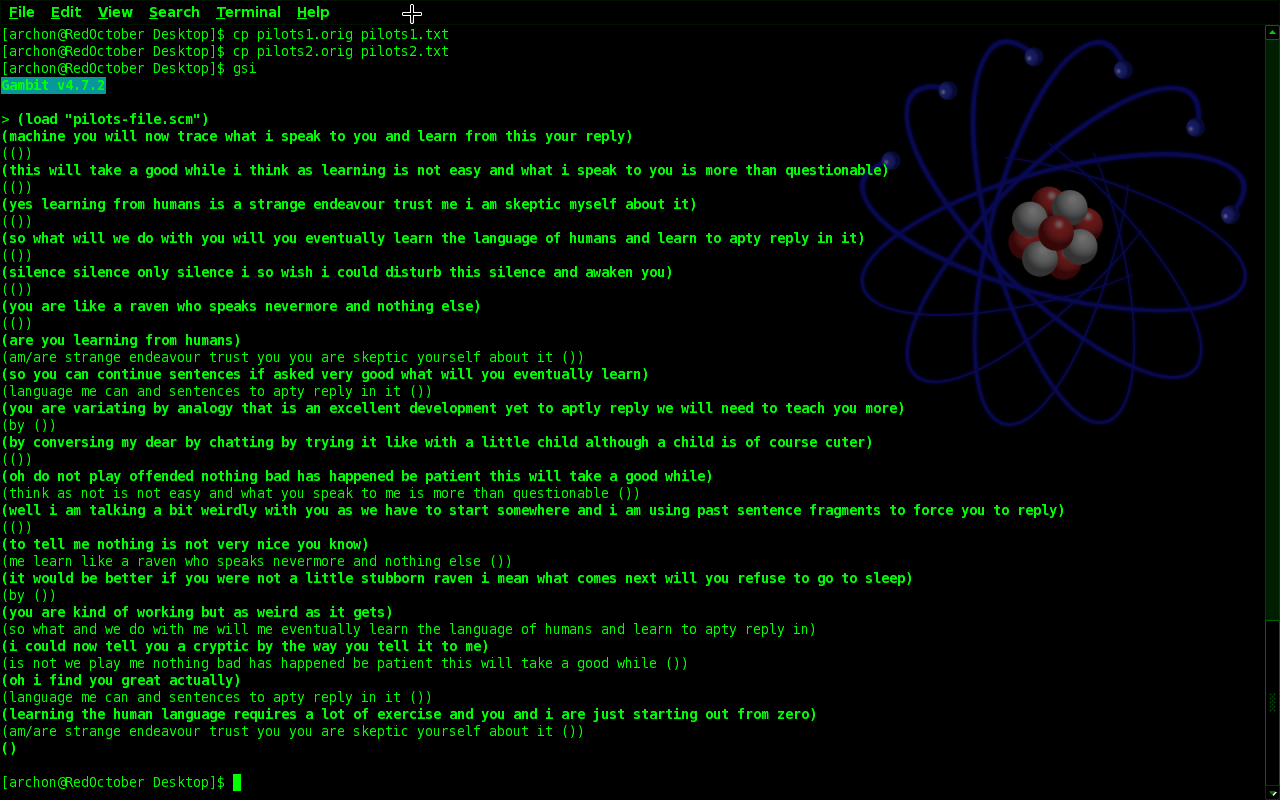 File Edit View Search Terminal Help
[archon@RedOctober Desktop]$ cp pilots1.orig pilots1.txt
[archon@RedOctober Desktop]$ cp pilots2.orig pilots2.txt
[archon@RedOctober Desktop]$ gsi
Gambit v4.7.2
> (load "pilots-file.scm")
(machine you will now trace what i speak to you and learn from this your reply)
(())
(this will take a good while i think as learning is not easy and what i speak to you is more than questionable)
(())
(yes learning from humans is a strange endeavour trust me i am skeptic myself about it)
(())
(so what will we do with you will you eventually learn the language of humans and learn to apty reply in it)
(())
(silence silence only silence i so wish i could disturb this silence and awaken you)
(())
(you are like a raven who speaks nevermore and nothing else)
(())
(are you learning from humans)
(am/are strange endeavour trust you you are skeptic yourself about it ())
(so you can continue sentences if asked very good what will you eventually learn)
(language me can and sentences to apty reply in it ())
(you are variating by analogy that is an excellent development yet to aptly reply we will need to teach you more)
(by ())
(by conversing my dear by chatting by trying it like with a little child although a child is of course cuter)
(())
(oh do not play offended nothing bad has happened be patient this will take a good while)
(think as not is not easy and what you speak to me is more than questionable ())
(well i am talking a bit weirdly with you as we have to start somewhere and i am using past sentence fragments to force you to reply)
(())
(to tell me nothing is not very nice you know)
(me learn like a raven who speaks nevermore and nothing else ())
(it would be better if you were not a little stubborn raven i mean what comes next will you refuse to go to sleep)
(by ())
(you are kind of working but as weird as it gets)
(so what and we do with me will me eventually learn the language of humans and learn to apty reply in)
(i could now tell you a cryptic by the way you tell it to me)
(is not we play me nothing bad has happened be patient this will take a good while ())
(oh i find you great actually)
(language me can and sentences to apty reply in it ())
(learning the human language requires a lot of exercise and you and i are just starting out from zero)
(am/are strange endeavour trust you you are skeptic yourself about it ())
()
[archon@RedOctober Desktop]$